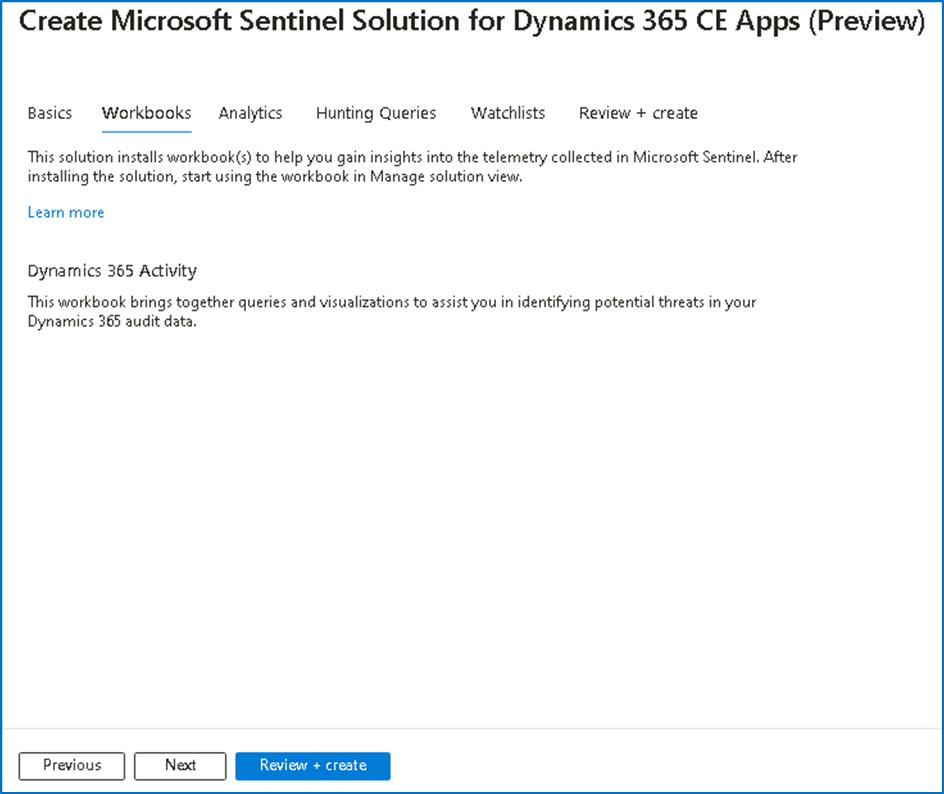 Create Microsoft Sentinel Solution for Dynamics 365 CE Apps (Preview)
Basics Workbooks Analytics Hunting Queries Watchlists Review + create
This solution installs workbook(s) to help you gain insights into the telemetry collected in Microsoft Sentinel. After
installing the solution, start using the workbook in Manage solution view.
Learn more
Dynamics 365 Activity
This workbook brings together queries and visualizations to assist you in identifying potential threats in your
Dynamics 365 audit data.
Previous Next Review + create